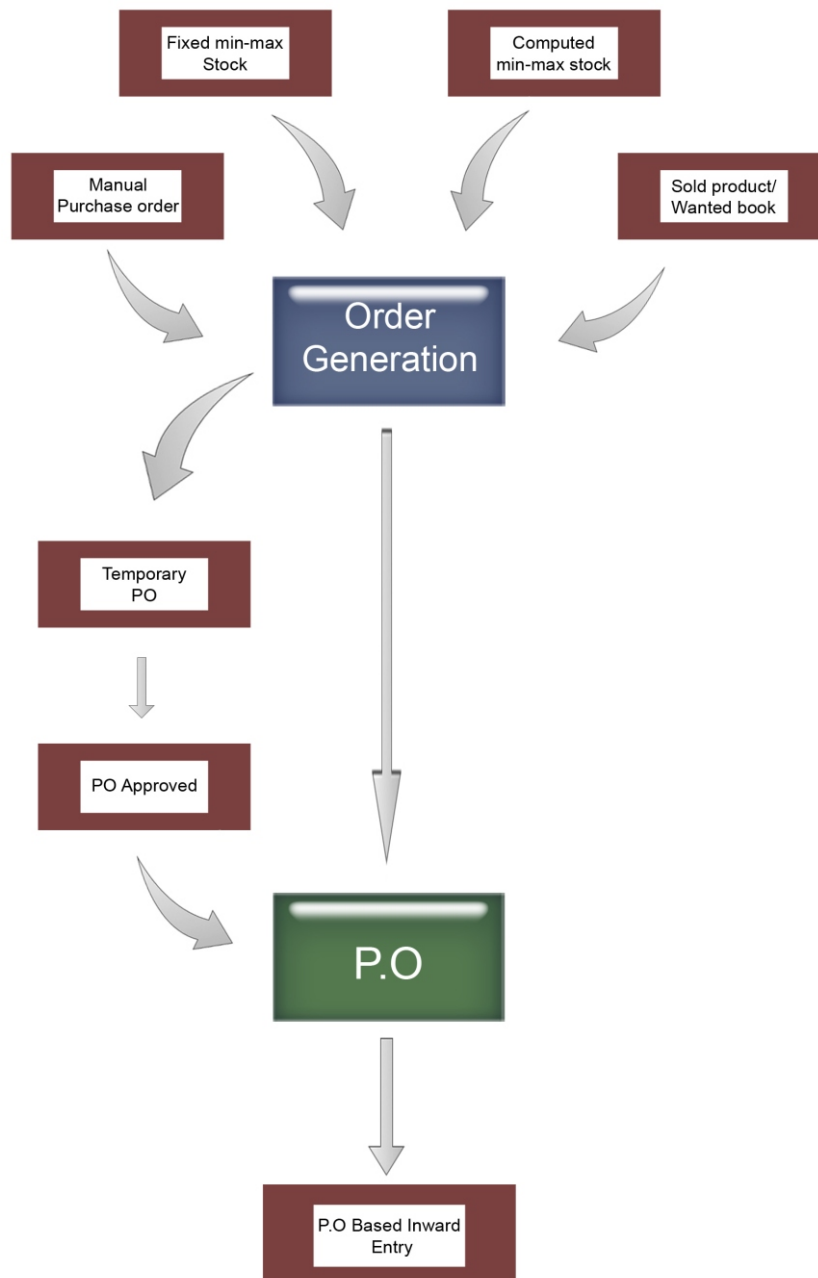 Fixed min-max
Stock
Computed
min-max stock
Manual
Purchase order
Sold product/
Wanted book
Order
Generation
Temporary
PO
PO Approved
P.O
P.O Based Inward
Entry